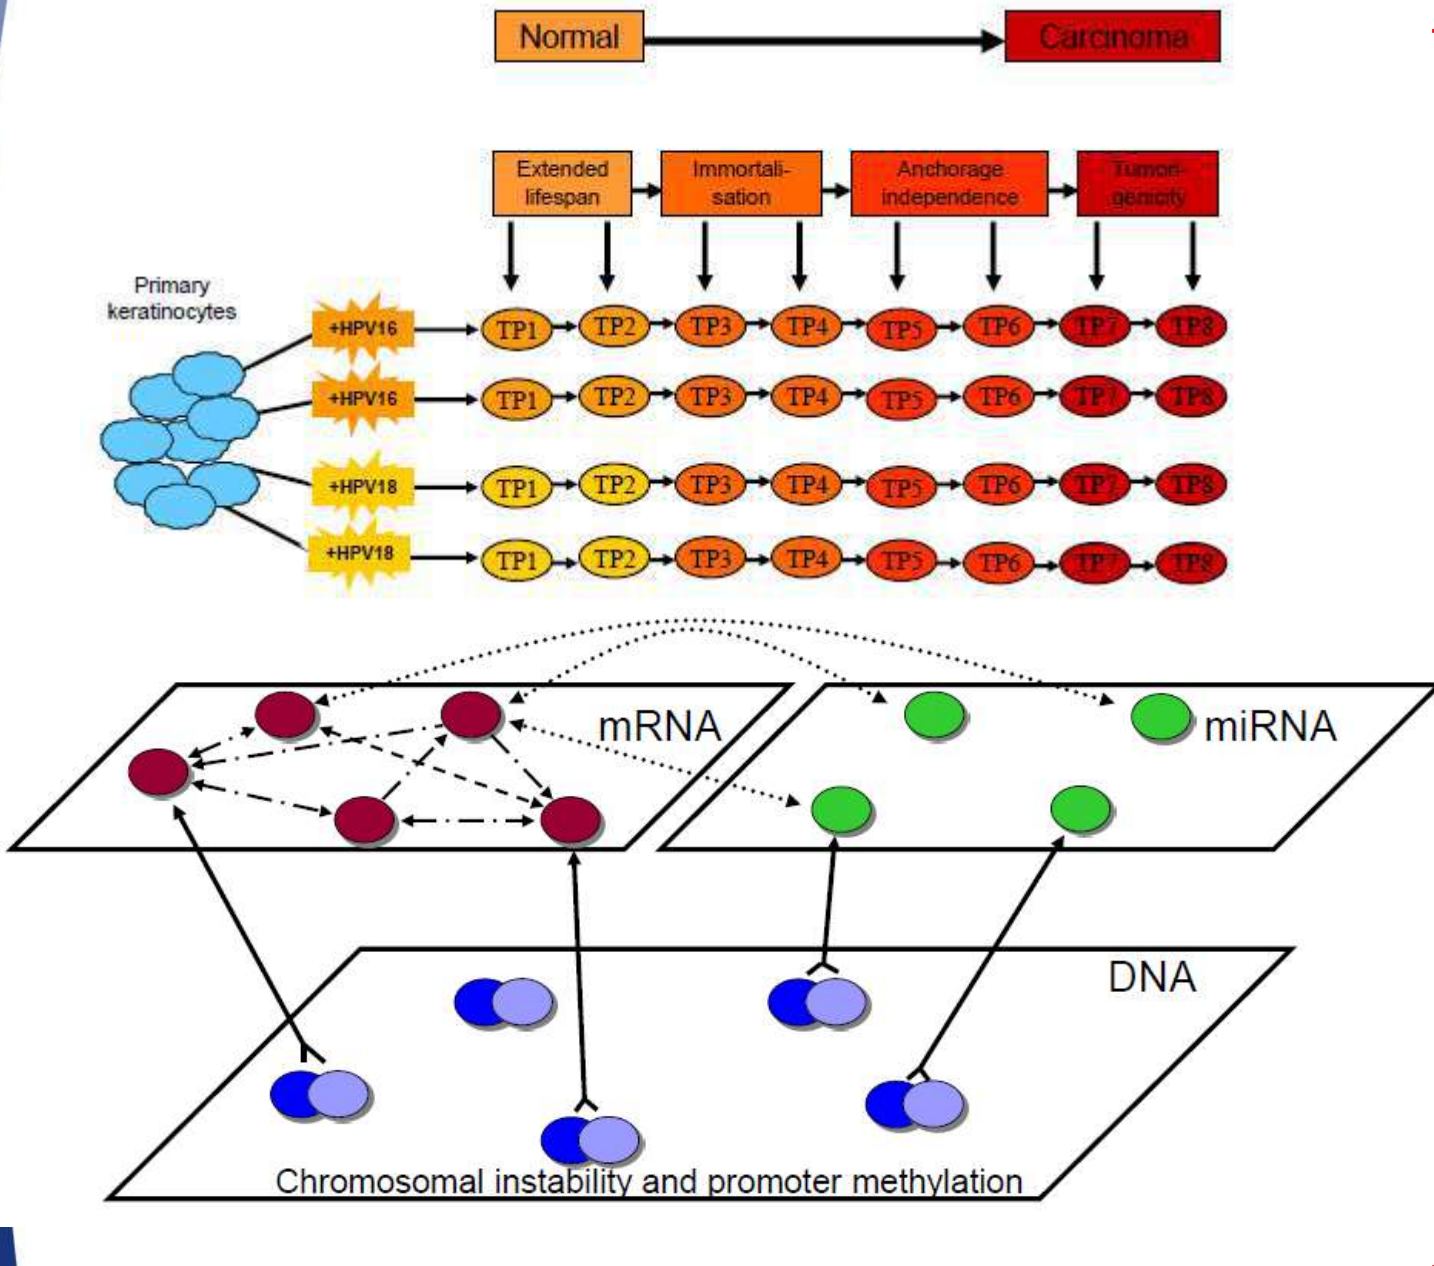 Normal
Carcinoma
Extended
lifespan
Immortali-
sation
Anchorage
independence
Tumori-
genicity
Primary
keratinocytes
+HPV16
TP1
TP2
TP3
TP4
TP5
TP6
TP7
TP8
+HPV16
TP1
TP2
TP3
TP4
TP5
TP6
TP7
TP8
+HPV18
TP1
TP2
TP3
TP4
TP5
TP6
TP7
TP8
+HPV18
TP1
TP2
TP3
TP4
TP5
TP6
TP7
TP8
mRNA
miRNA
DNA
Chromosomal instability and promoter methylation